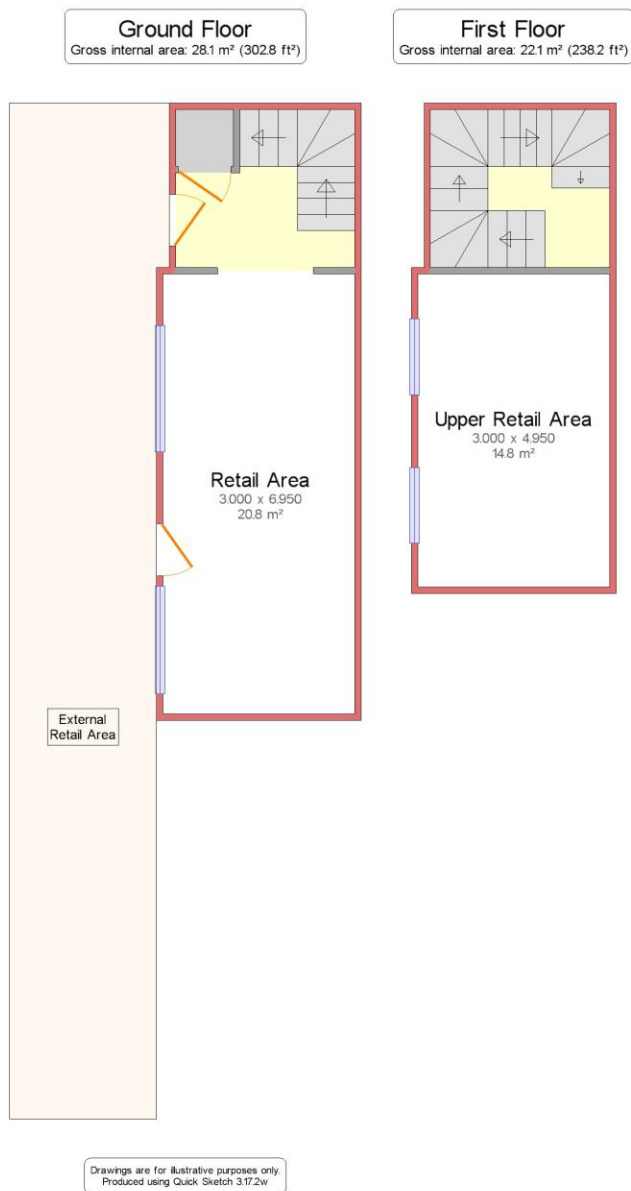 Ground Floor
Gross internal area: 28.1 m² (302.8 ft²)
First Floor
Gross internal area: 22.1 m² (238.2 ft²)
Upper Retail Area
3.000 x 4.950
14.8 m²
Retail Area
3.000 x 6.950
20.8 m²
External
Retail Area
Drawings are for illustrative purposes only.
Produced using Quick Sketch 3.17.2w